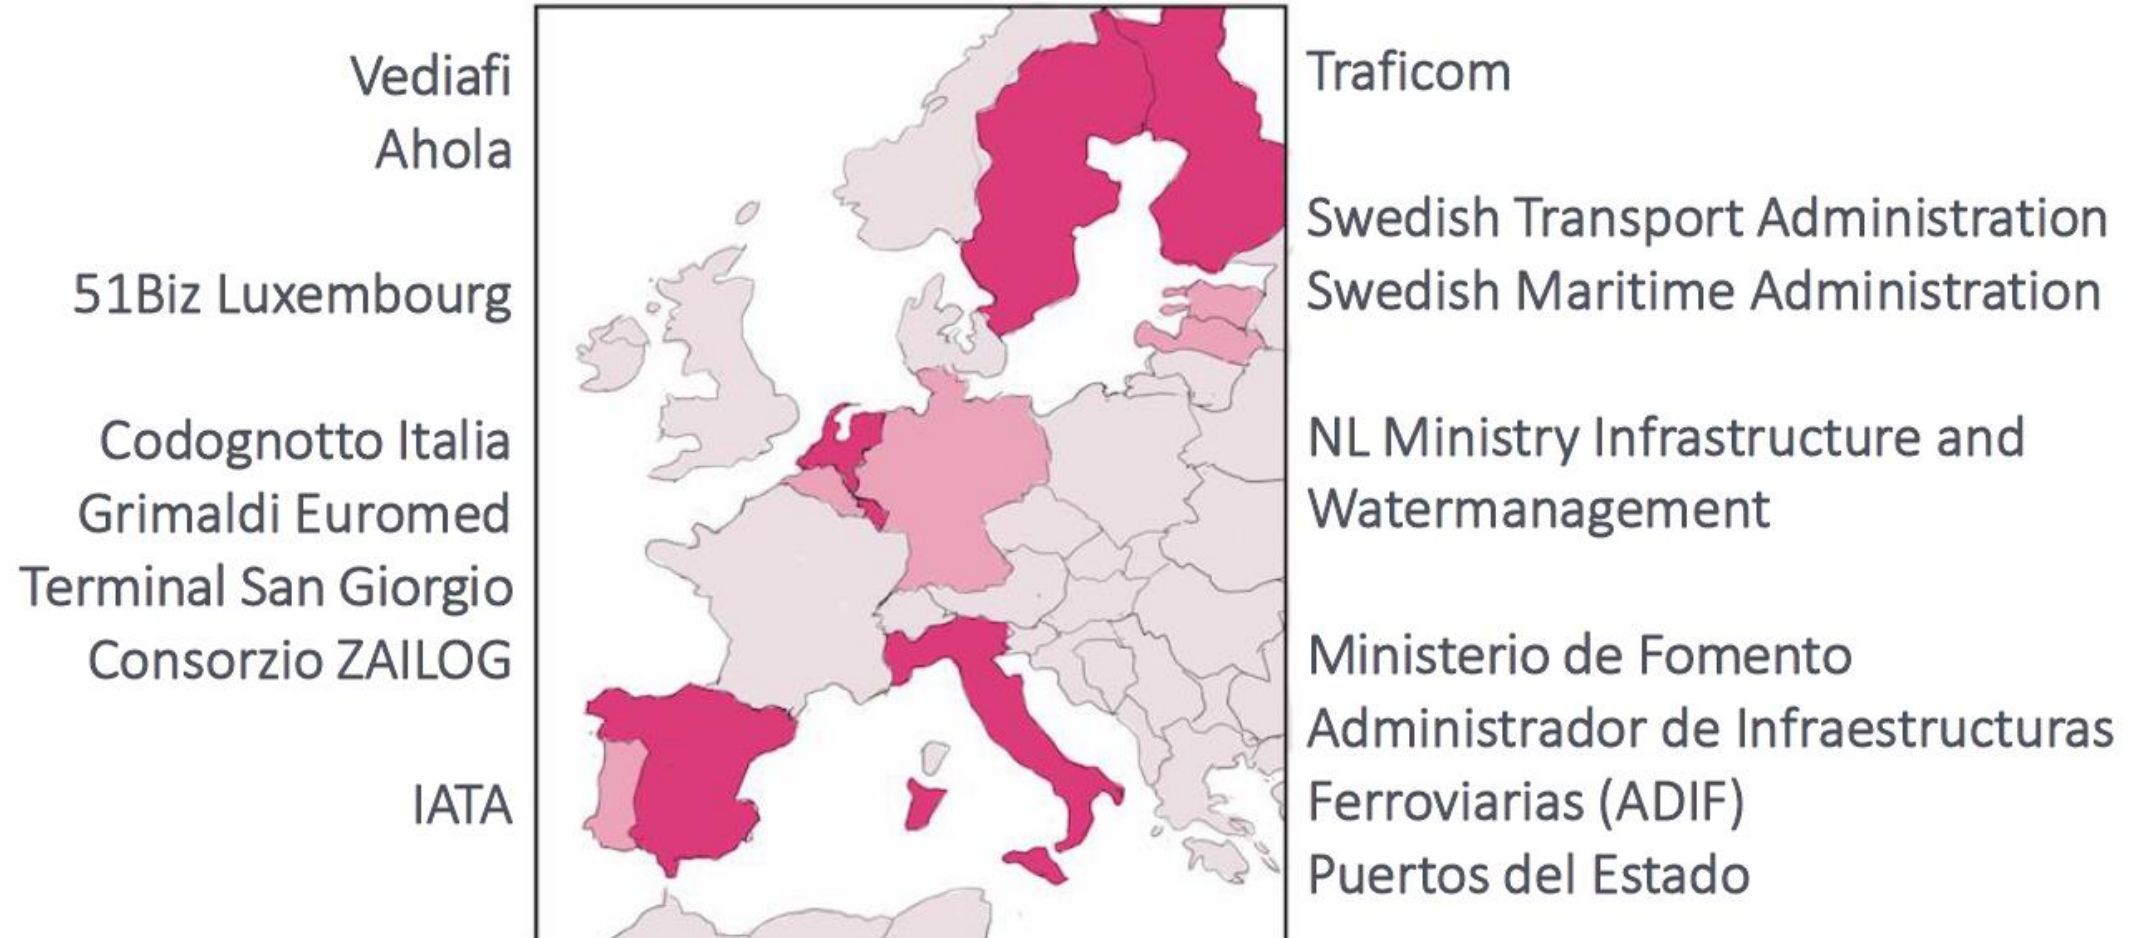 Vediafi
Ahola
51Biz Luxembourg
Codognotto Italia
Grimaldi Euromed
Terminal San Giorgio
Consorzio ZAILOG
IATA
Traficom
Swedish Transport Administration
Swedish Maritime Administration
NL Ministry Infrastructure and
Watermanagement
Ministerio de Fomento
Administrador de Infraestructuras
Ferroviarias (ADIF)
Puertos del Estado